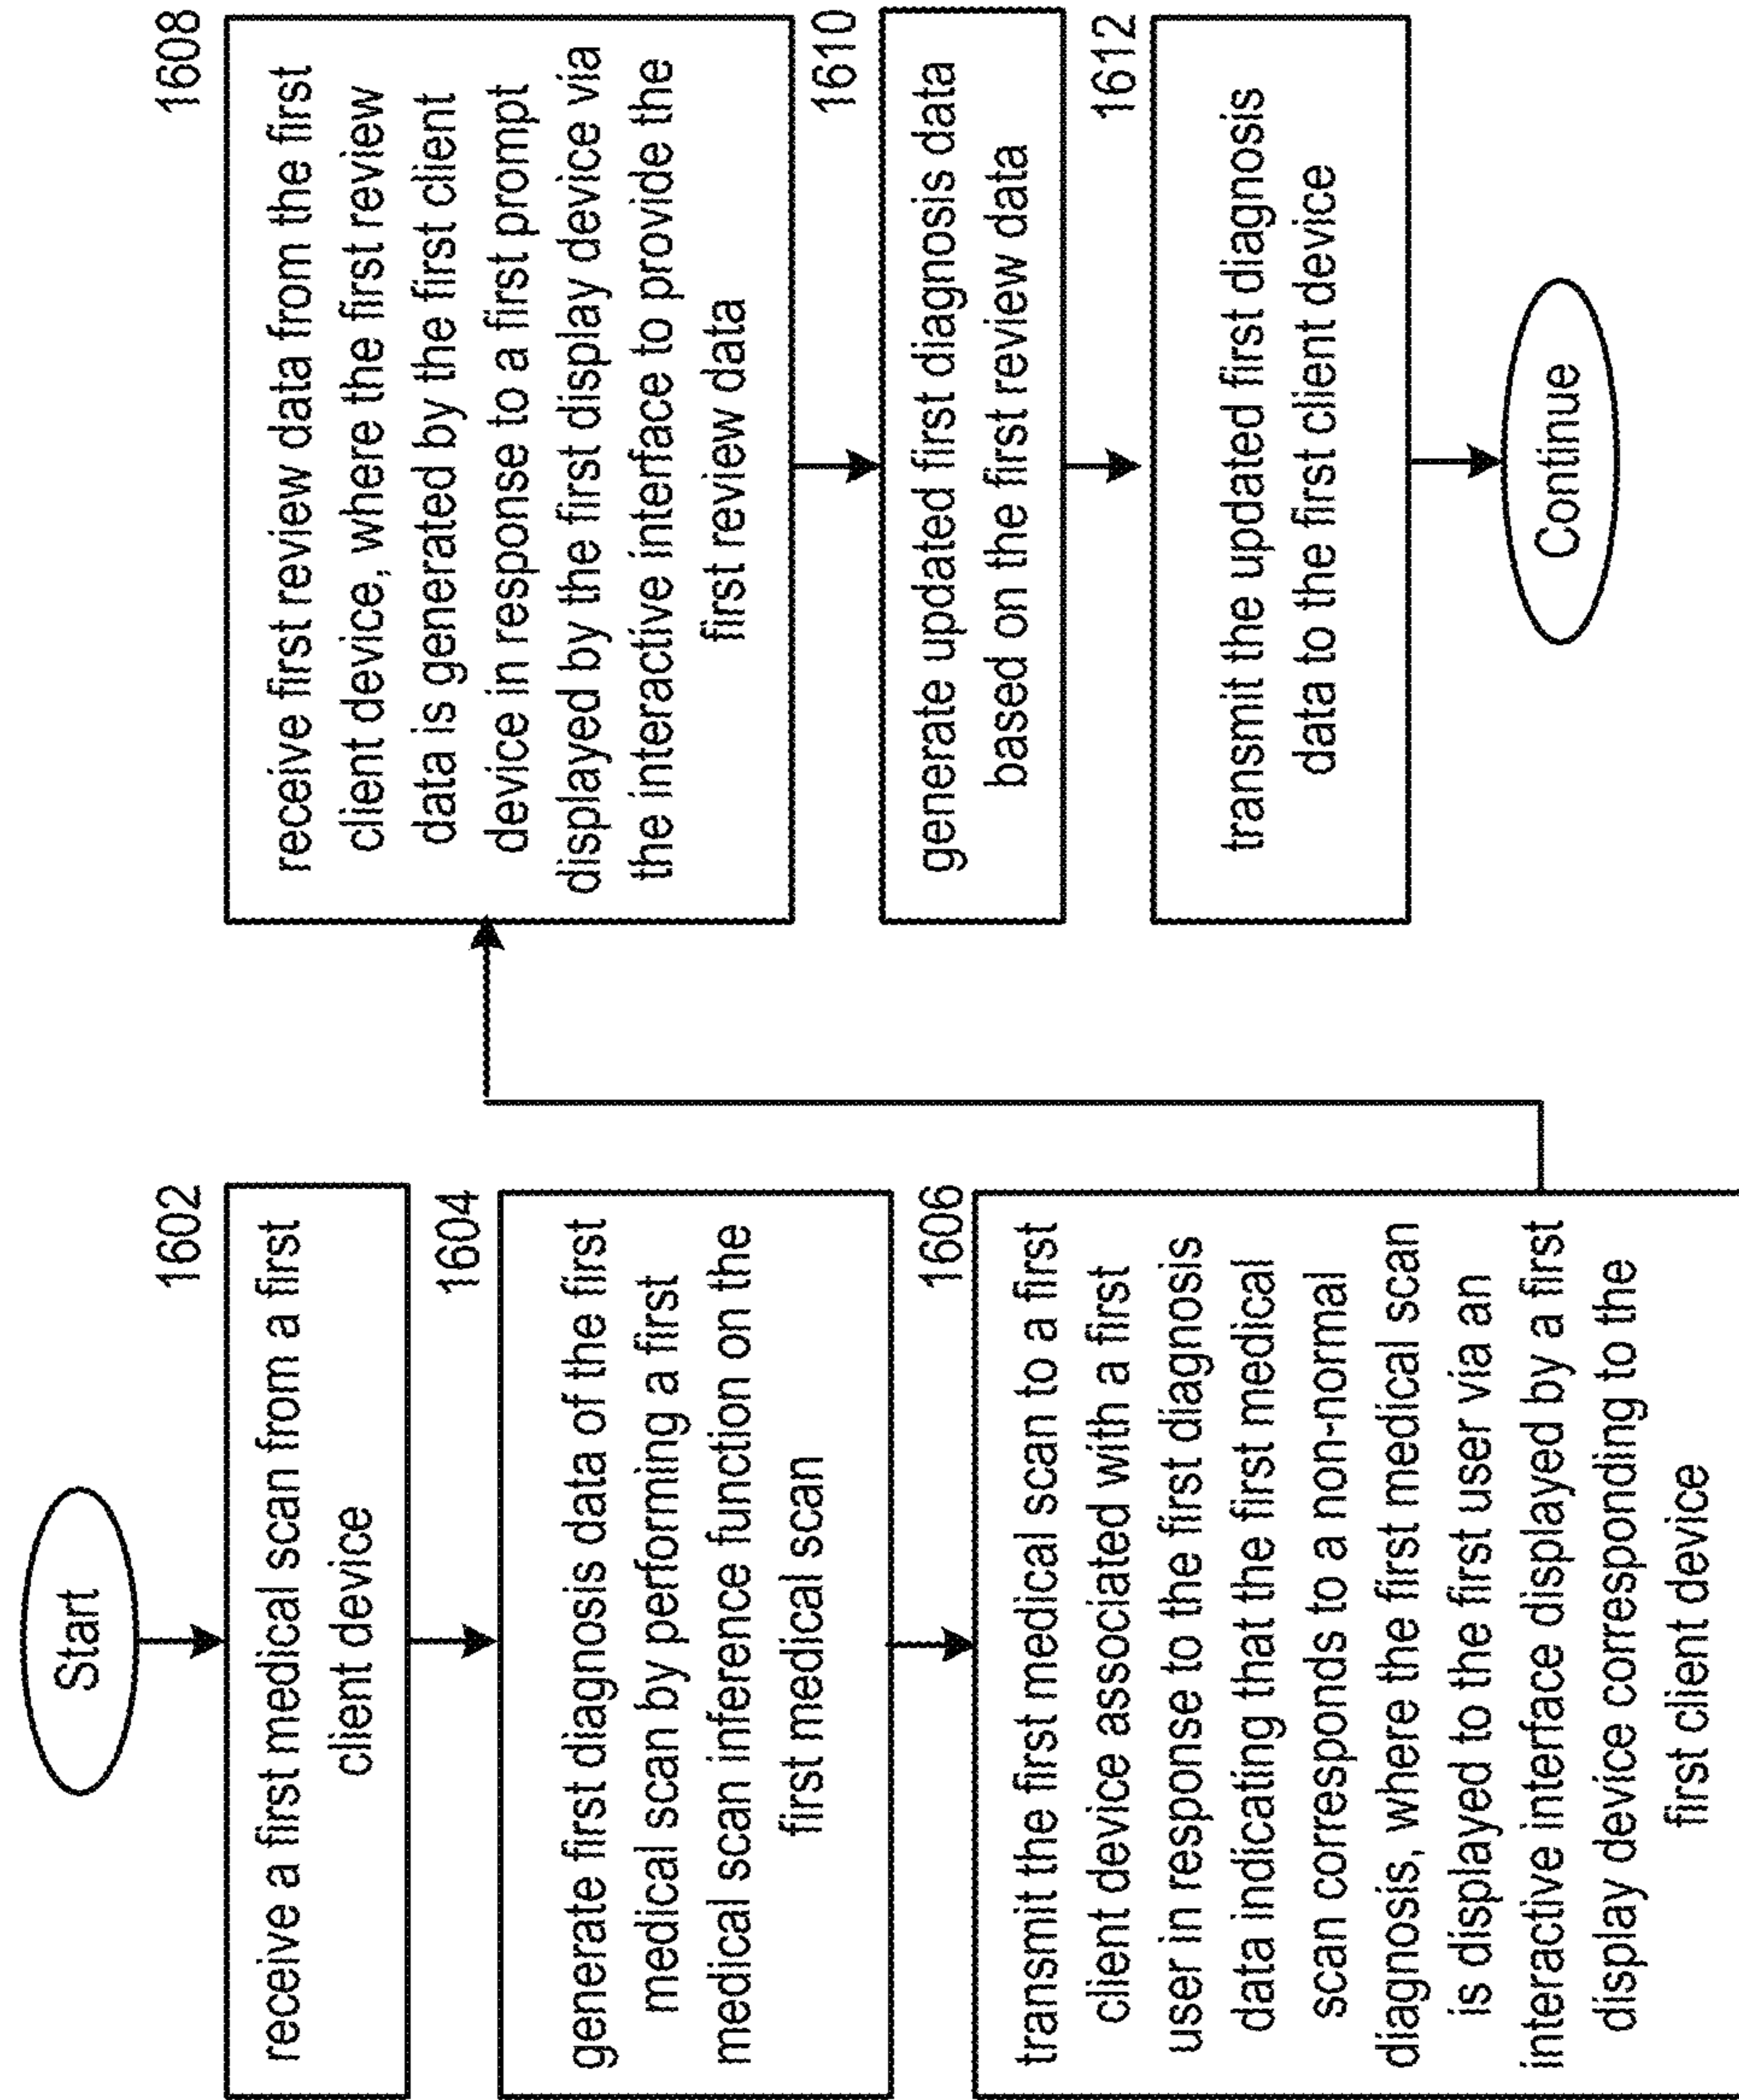 Start
1602
receive a first medical scan from a first
client device
1604
generate first diagnosis data of the first
medical scan by performing a first
medical scan inference function on the
first medical scan
1606
transmit the first medical scan to a first
client device associated with a first
user in response to the first diagnosis
data indicating that the first medical
scan corresponds to a non-normal
diagnosis, where the first medical scan
is displayed to the first user via an
interactive interface displayed by a first
display device corresponding to the
first client device
1608
receive first review data from the first
client device, where the first review
data is generated by the first client
device in response to a first prompt
displayed by the first display device via
the interactive interface to provide the
first review data
1610
generate updated first diagnosis data
based on the first review data
1612
transmit the updated first diagnosis
data to the first client device
Continue